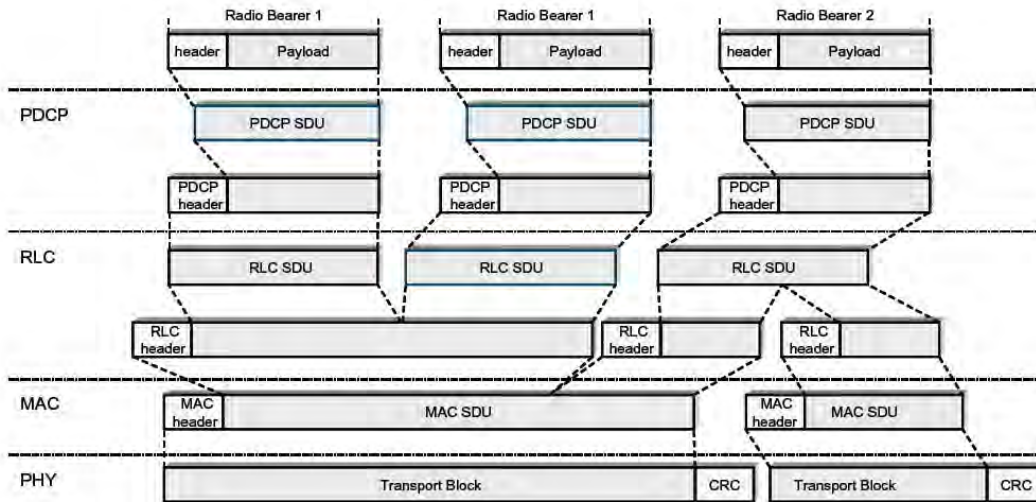 Radio Bearer 1 Radio Bearer 1 Radio Bearer 2
header Payload header Payload header Payload
PDCP
PDCP SDU PDCP SDU PDCP SDU
PDCP header PDCP header PDCP header
RLC
RLC SDU RLC SDU RLC SDU
RLC header RLC header RLC header
MAC
MAC header MAC SDU MAC header MAC SDU
PHY
Transport Block CRC Transport Block CRC